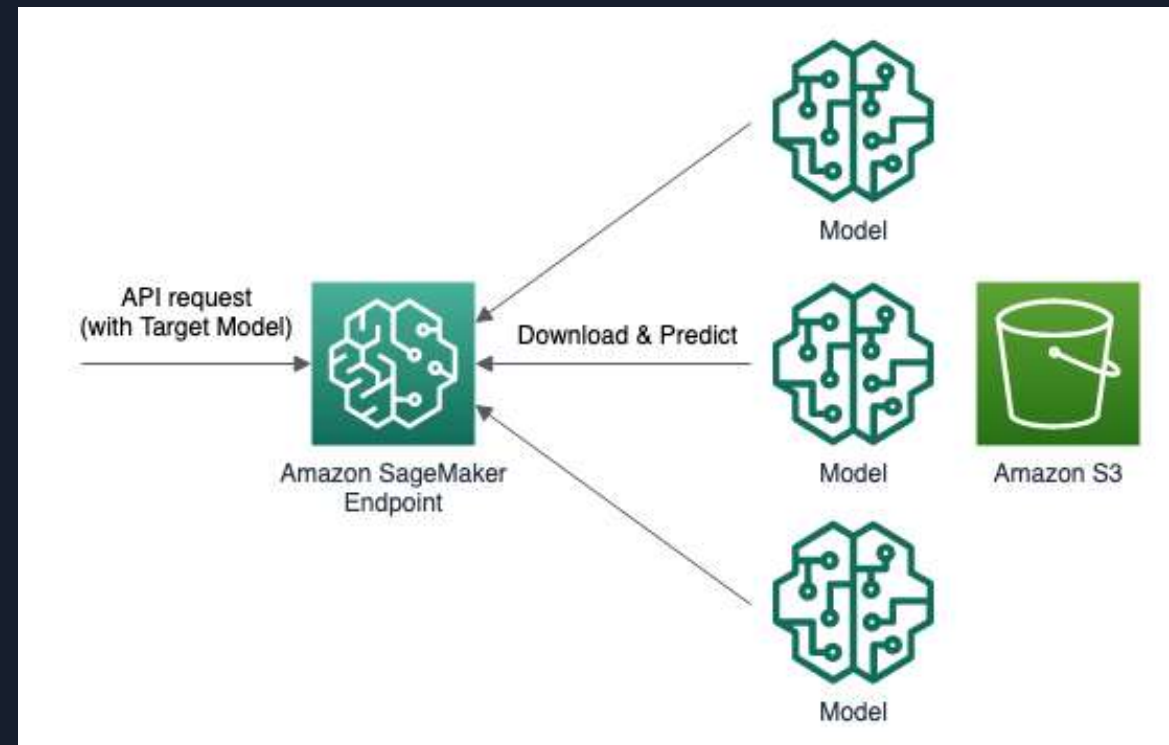 Model
API request
(with Target Model)
Download & Predict
Amazon SageMaker
Endpoint
Model
Amazon S3
Model